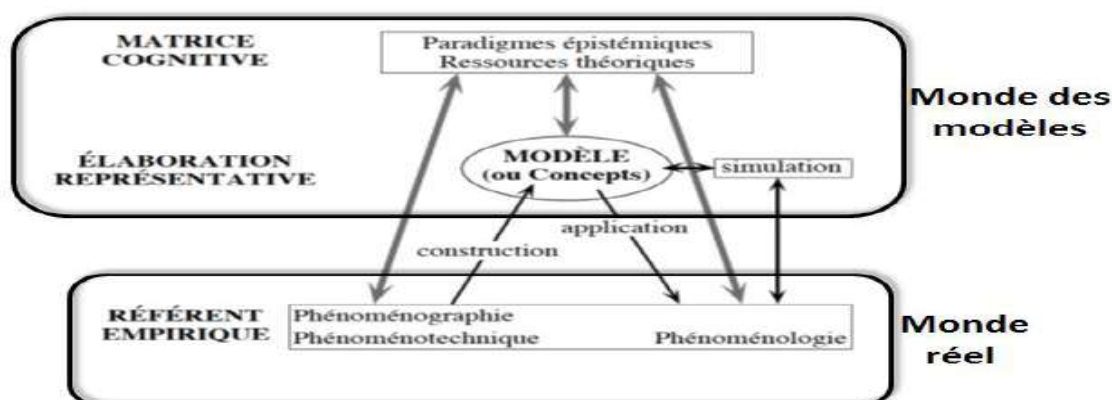 MATRICE
COGNITIVE
Paradigmes épistémiques
Ressources théoriques
Monde des
modèles
ÉLABORATION
REPRÉSENTATIVE
MODÈLE
(ou Concepts)
simulation
application
construction
RÉFÉRENT
EMPIRIQUE
Phénoménographie
Phénoménotechnique
Phénoménologie
Monde
réel